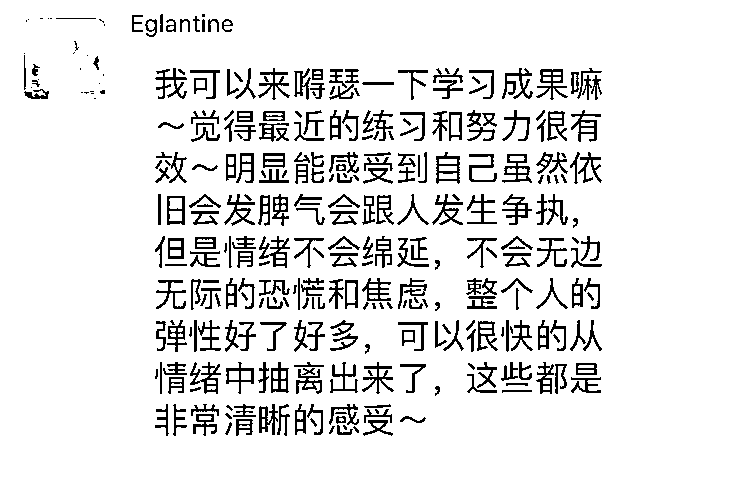 Eglantine
我可以来嘚瑟一下学习成果嘛
～觉得最近的练习和努力很有
效～明显能感受到自己虽然依
旧会发脾气会跟人发生争执，
但是情绪不会绵延，不会无边
无际的恐慌和焦虑，整个人的
弹性好了好多，可以很快的从
情绪中抽离出来了，这些都是
非常清晰的感受～